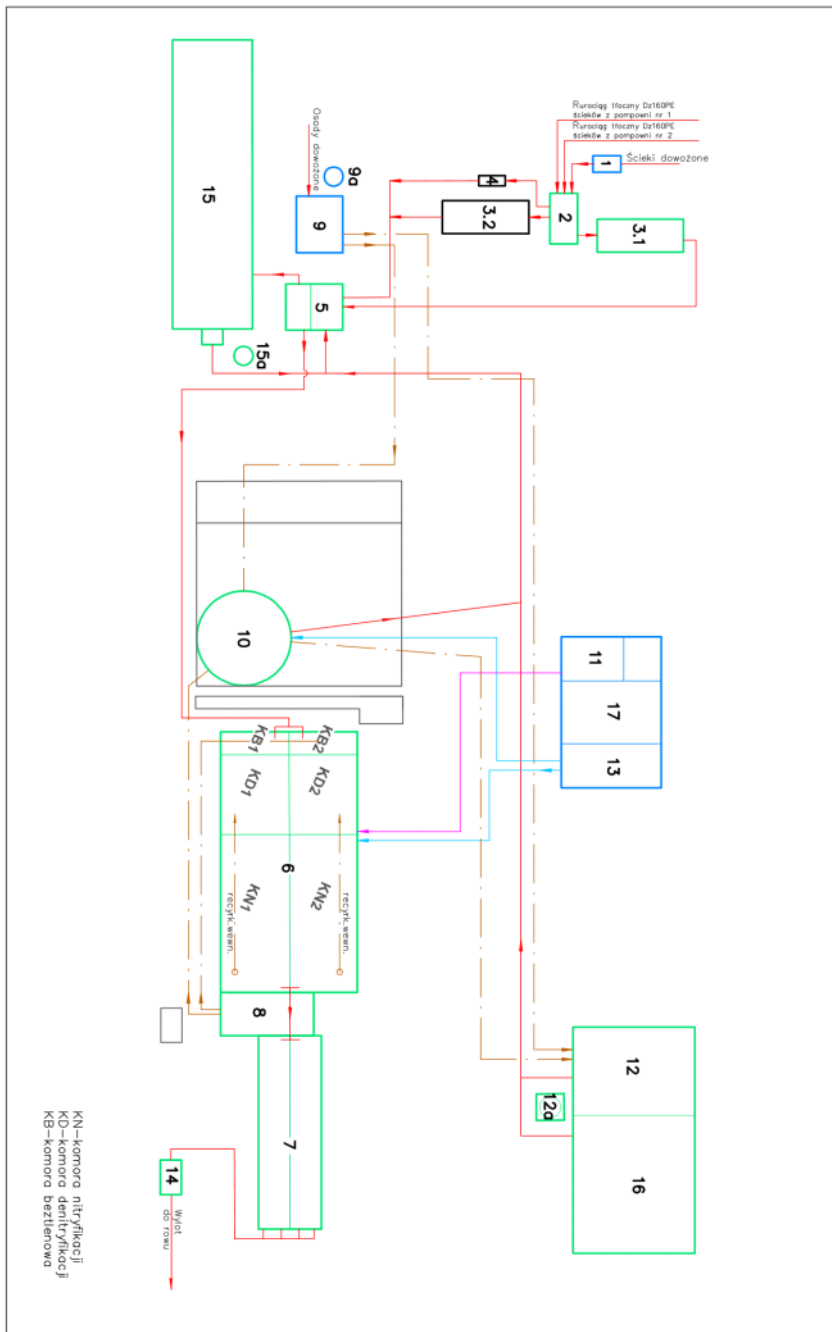 Rurociąg tłoczny Dz160PE
ścieków z pompowni nr 1
Rurociąg tłoczny Dz160PE
ścieków z pompowni nr 2
Ścieki dowożone
1
2
3.1
3.2
4
Osady dowożone
9a
9
15
5
15a
10
11
17
13
KB1
KB2
KD1
KD2
6
KN1
KN2
recyrk.wewn.
recyrk.wewn.
8
7
12
12a
16
14
Wylot
do rowu
KN-komora nitryfikacji
KD-komora denitryfikacji
KB-komora beztlenowa